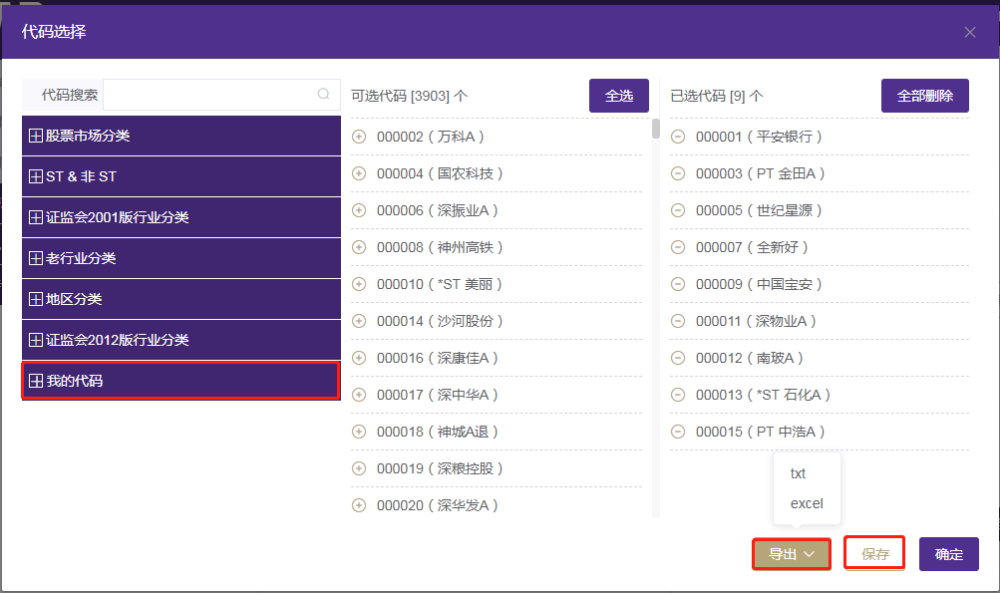 代码选择
代码搜索
股票市场分类
ST & 非 ST
证监会2001版行业分类
老行业分类
地区分类
证监会2012版行业分类
我的代码
可选代码 [3903] 个
全选
000002（万科A）
000004（国农科技）
000006（深振业A）
000008（神州高铁）
000010（*ST 美丽）
000014（沙河股份）
000016（深康佳A）
000017（深中华A）
000018（神城A退）
000019（深粮控股）
000020（深华发A）
已选代码 [9] 个
全部删除
000001（平安银行）
000003（PT 金田A）
000005（世纪星源）
000007（全新好）
000009（中国宝安）
000011（深物业A）
000012（南玻A）
000013（*ST 石化A）
000015（PT 中浩A）
txt
excel
导出
保存
确定